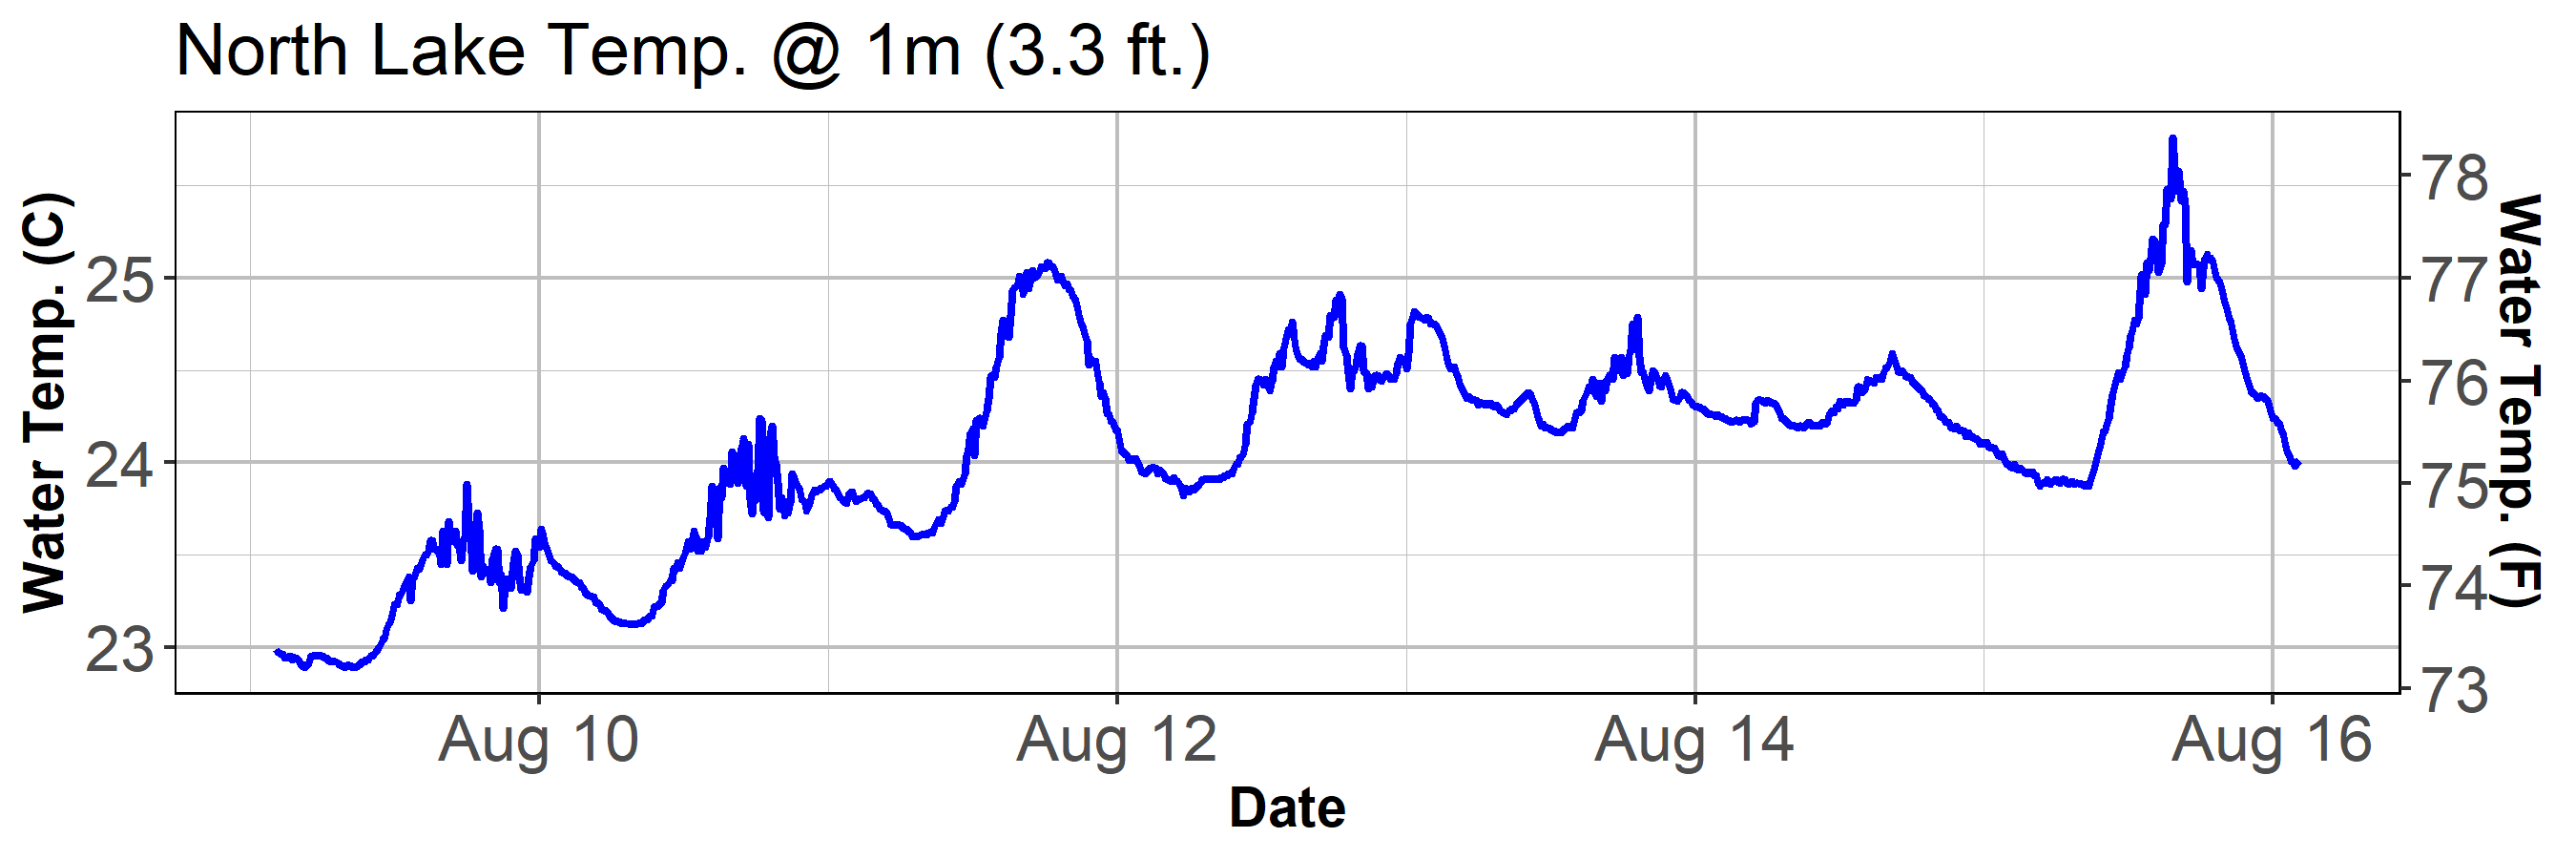 North Lake Temp. @ 1m (3.3 ft.)
Water Temp. (C)
25
24
23
78
77
76
75
74
73
Water Temp. (F)
Aug 10
Aug 12
Aug 14
Aug 16
Date